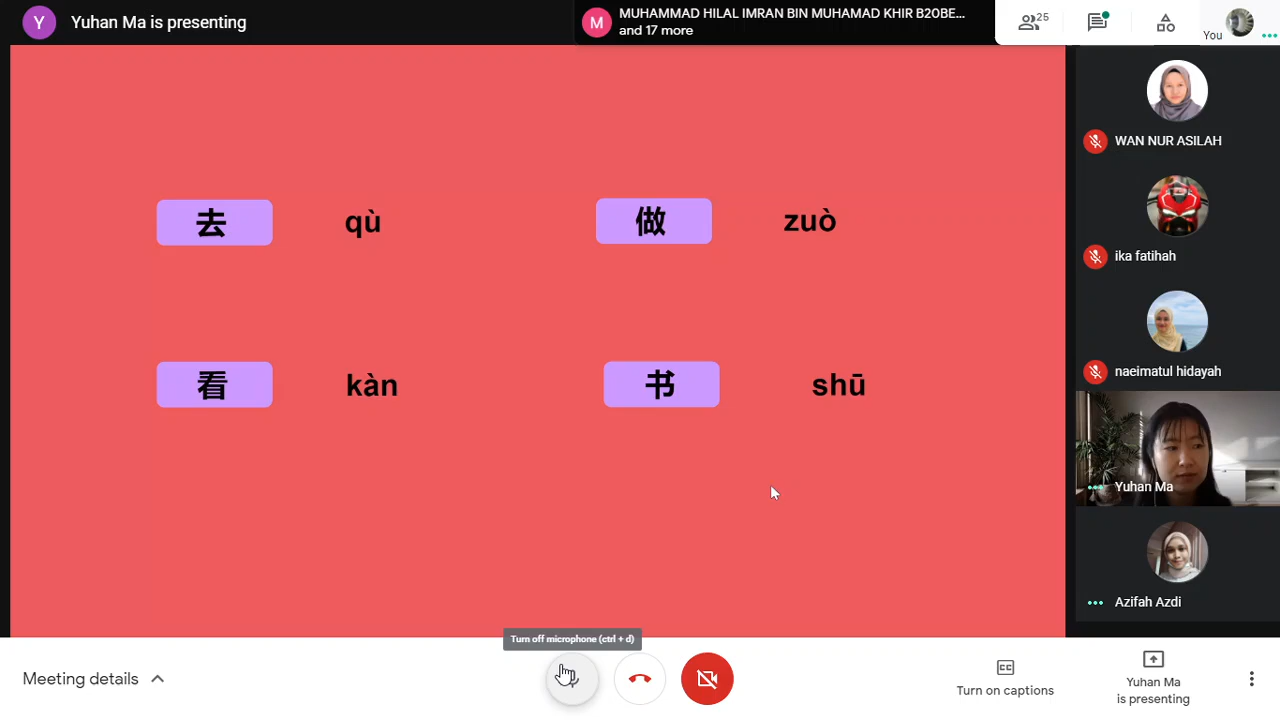 Y
Yuhan Ma is presenting
M
MUHAMMAD HILAL IMRAN BIN MUHAMAD KHIR B20BE...
and 17 more
25
You
去 qù
做 zuò
看 kàn
书 shū
WAN NUR ASILAH
ika fatihah
naeimatul hidayah
Yuhan Ma
Azifah Azdi
Turn off microphone (ctrl + d)
Meeting details
CC
Turn on captions
Yuhan Ma
is presenting